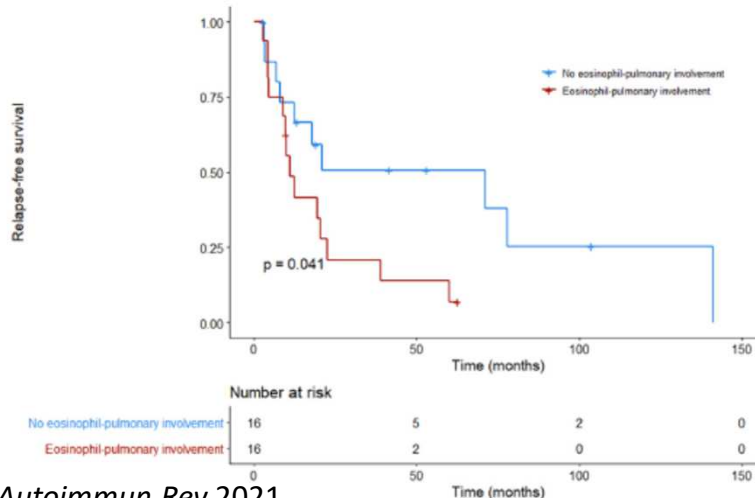 Relapse-free survival
1.00
0.75
0.50
0.25
0.00
No eosinophil-pulmonary involvement
Eosinophil-pulmonary involvement
p = 0.041
0 50 100 150
Time (months)
Number at risk
No eosinophil-pulmonary involvement 16 5 2 0
Eosinophil-pulmonary involvement 16 2 0 0
0 50 100 150
Autoimmun Rev 2021 Time (months)